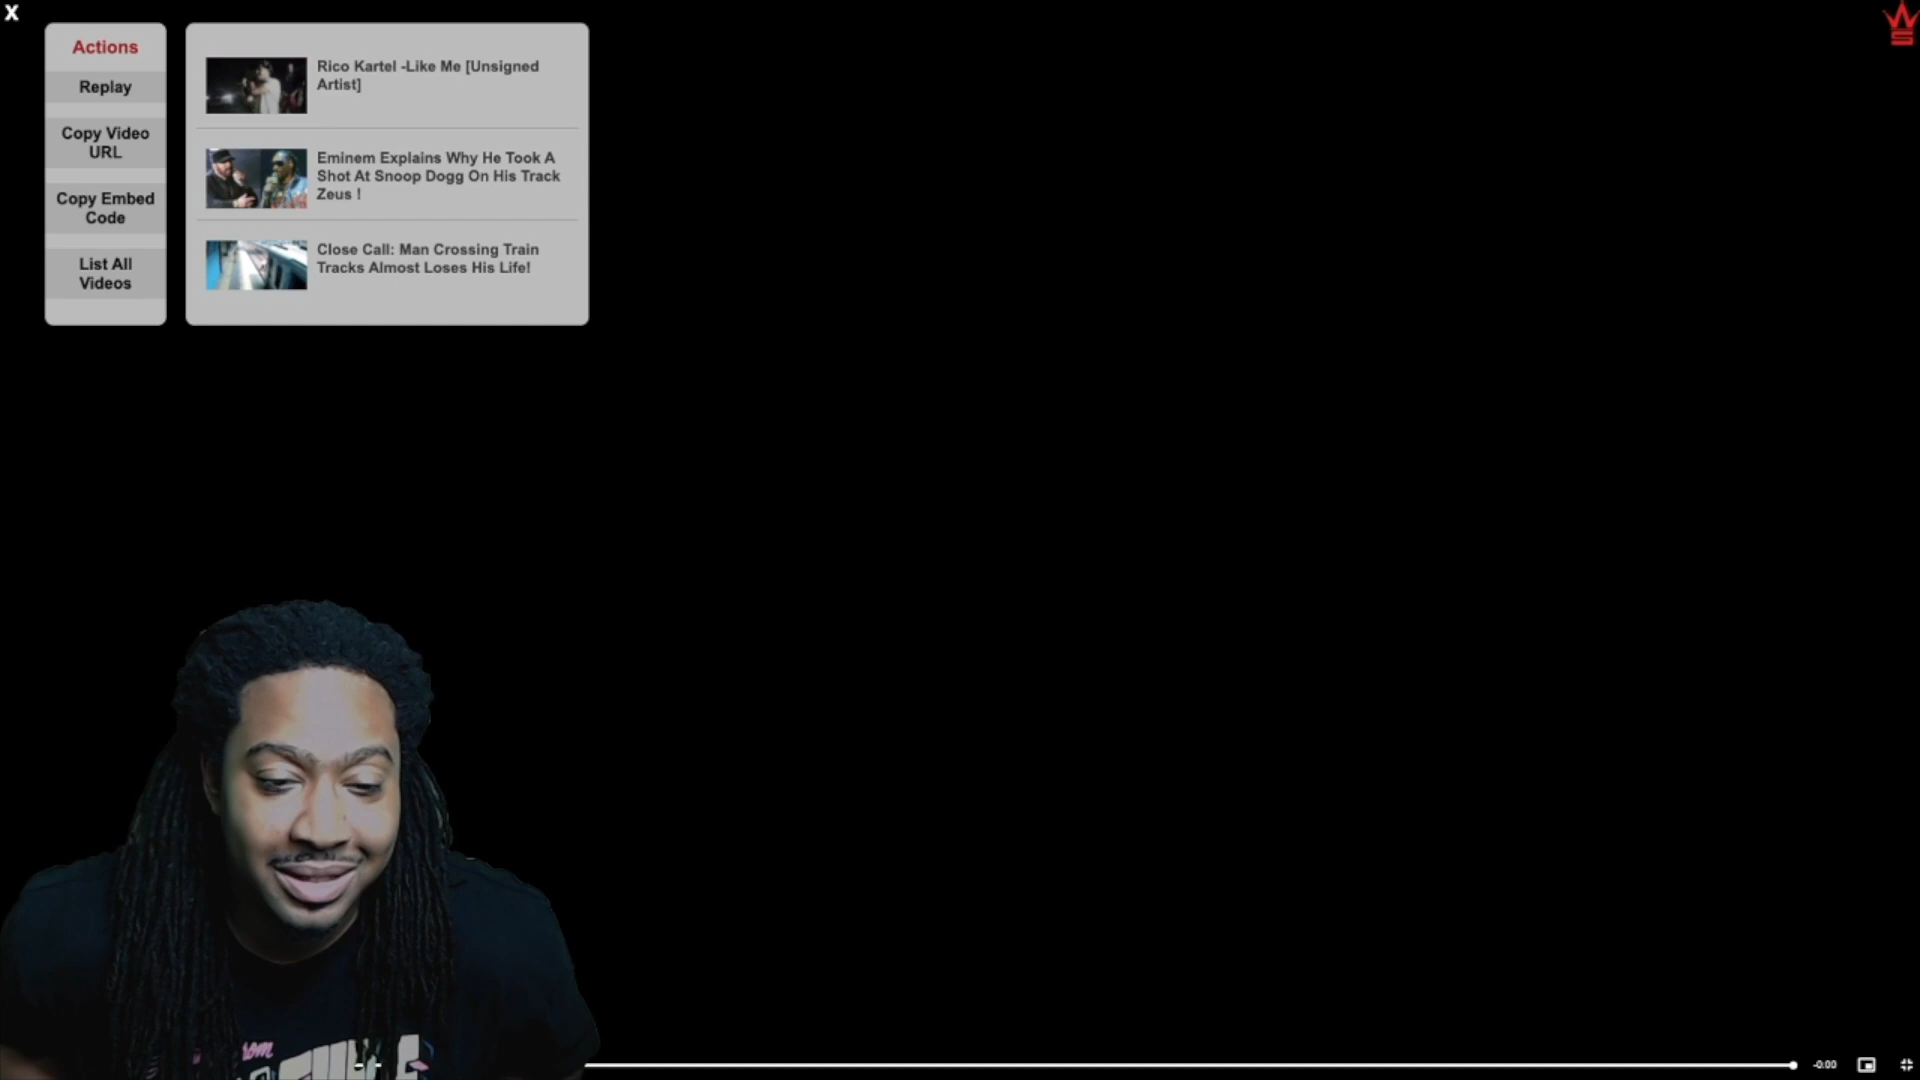 X
Actions
Replay
Copy Video
URL
Copy Embed
Code
List All
Videos
Rico Kartel -Like Me [Unsigned
Artist]
Eminem Explains Why He Took A
Shot At Snoop Dogg On His Track
Zeus !
Close Call: Man Crossing Train
Tracks Almost Loses His Life!
WS
-0:00